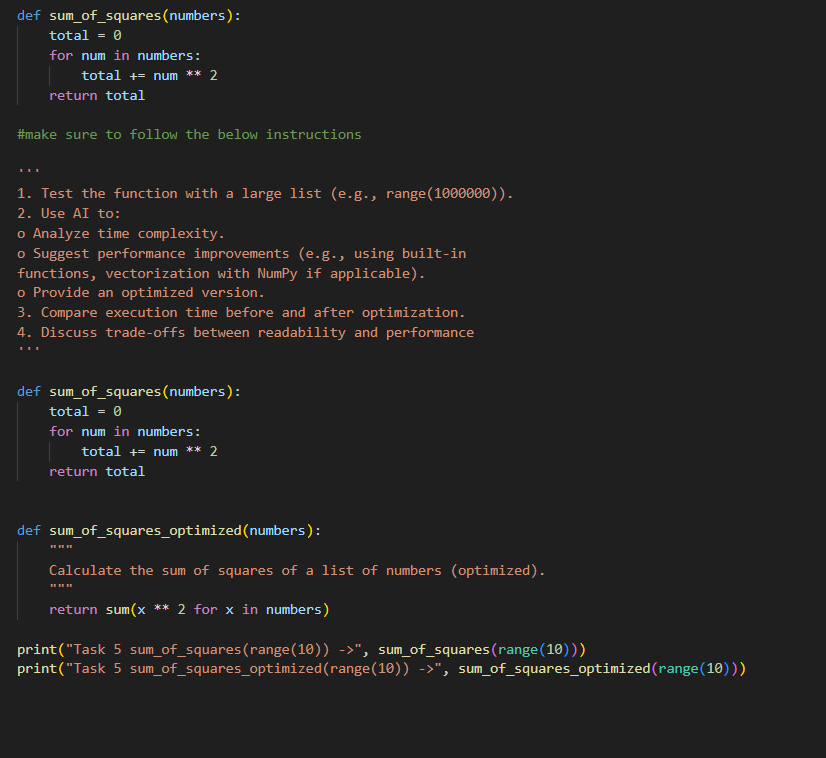 def sum_of_squares(numbers):
    total = 0
    for num in numbers:
        total += num ** 2
    return total
#make sure to follow the below instructions
'''
1. Test the function with a large list (e.g., range(1000000)).
2. Use AI to:
o Analyze time complexity.
o Suggest performance improvements (e.g., using built-in
functions, vectorization with NumPy if applicable).
o Provide an optimized version.
3. Compare execution time before and after optimization.
4. Discuss trade-offs between readability and performance
'''
def sum_of_squares(numbers):
    total = 0
    for num in numbers:
        total += num ** 2
    return total
def sum_of_squares_optimized(numbers):
    """
    Calculate the sum of squares of a list of numbers (optimized).
    """
    return sum(x ** 2 for x in numbers)
print("Task 5 sum_of_squares(range(10)) ->", sum_of_squares(range(10)))
print("Task 5 sum_of_squares_optimized(range(10)) ->", sum_of_squares_optimized(range(10)))